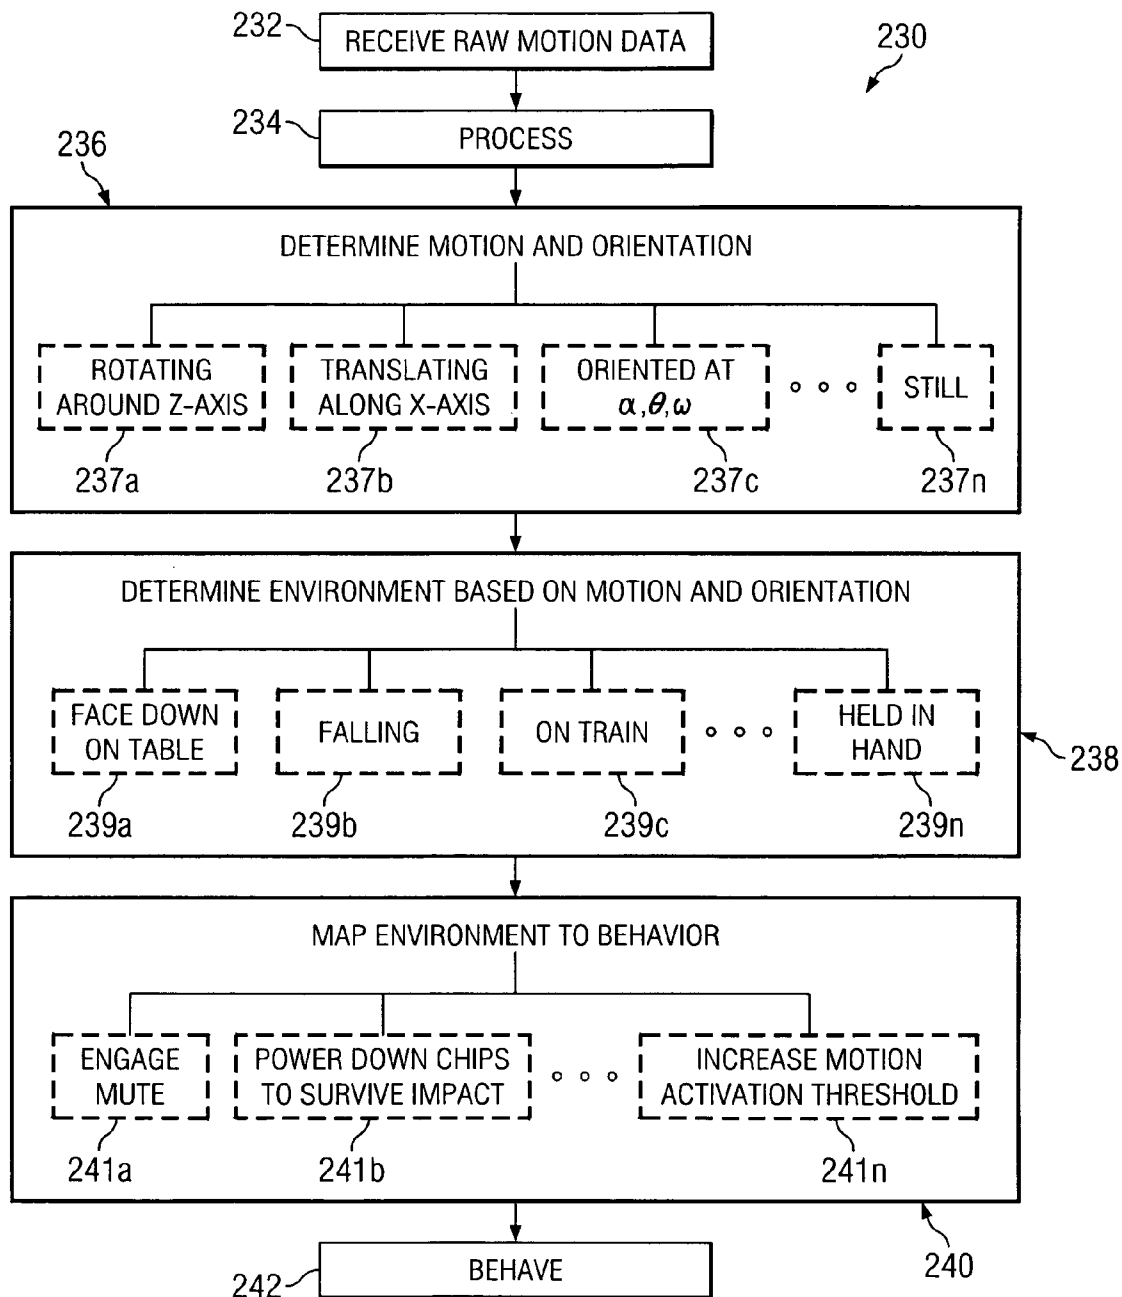 232
RECEIVE RAW MOTION DATA
230
234
PROCESS
236
DETERMINE MOTION AND ORIENTATION
ROTATING
AROUND Z-AXIS
TRANSLATING
ALONG X-AXIS
ORIENTED AT
α,θ,ω
STILL
237a
237b
237c
237n
DETERMINE ENVIRONMENT BASED ON MOTION AND ORIENTATION
FACE DOWN
ON TABLE
FALLING
ON TRAIN
HELD IN
HAND
238
239a
239b
239c
239n
MAP ENVIRONMENT TO BEHAVIOR
ENGAGE
MUTE
POWER DOWN CHIPS
TO SURVIVE IMPACT
INCREASE MOTION
ACTIVATION THRESHOLD
241a
241b
241n
240
242
BEHAVE